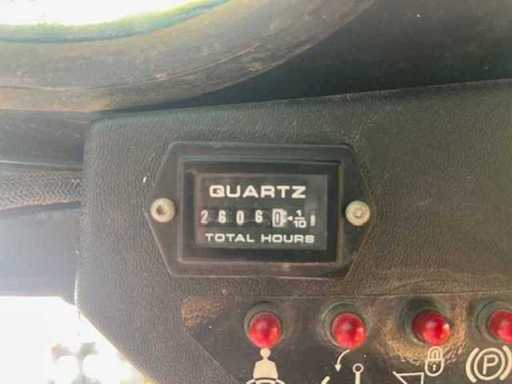 QUARTZ
26060 1/10
TOTAL HOURS
P